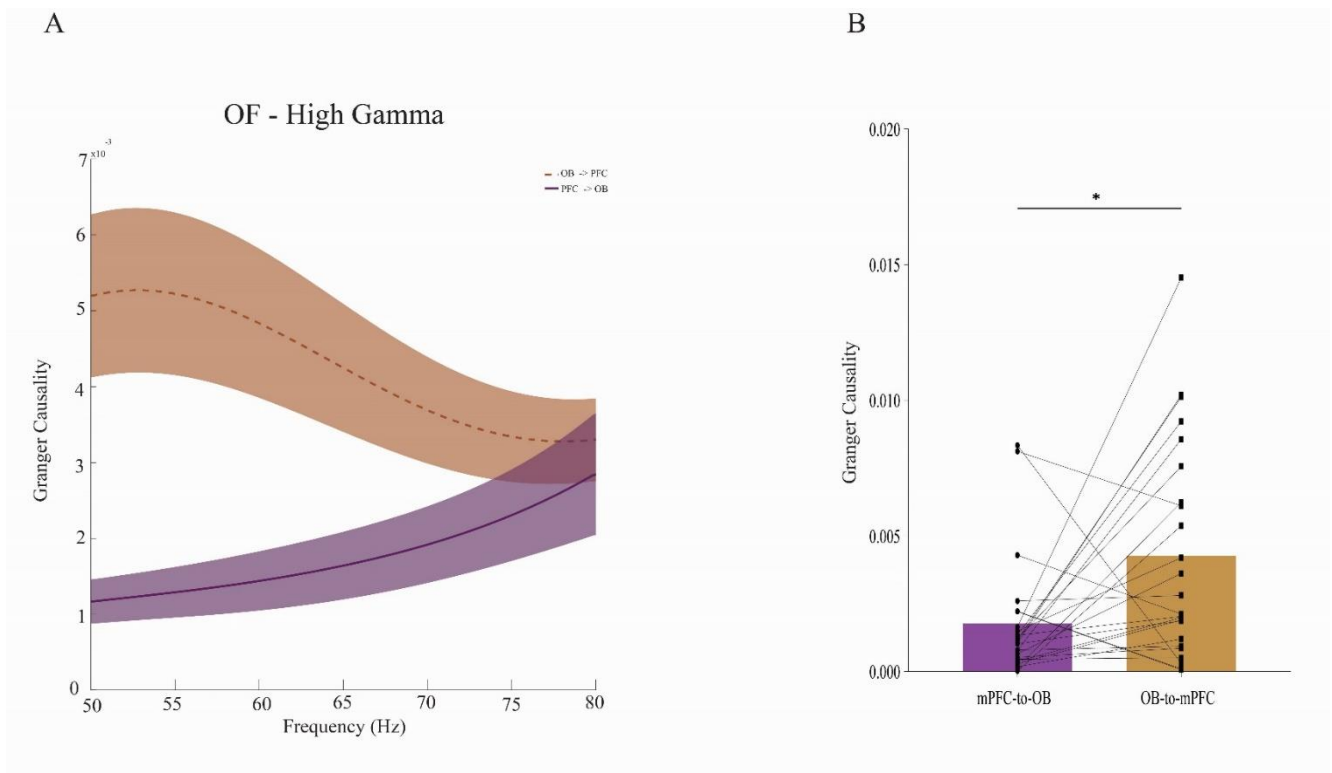 A
B
OF - High Gamma
x10⁻³
7
6
5
4
3
2
1
0
50
55
60
65
70
75
80
Frequency (Hz)
Granger Causality
OB -> PFC
PFC -> OB
0.020
0.015
0.010
0.005
0.000
Granger Causality
*
mPFC-to-OB
OB-to-mPFC